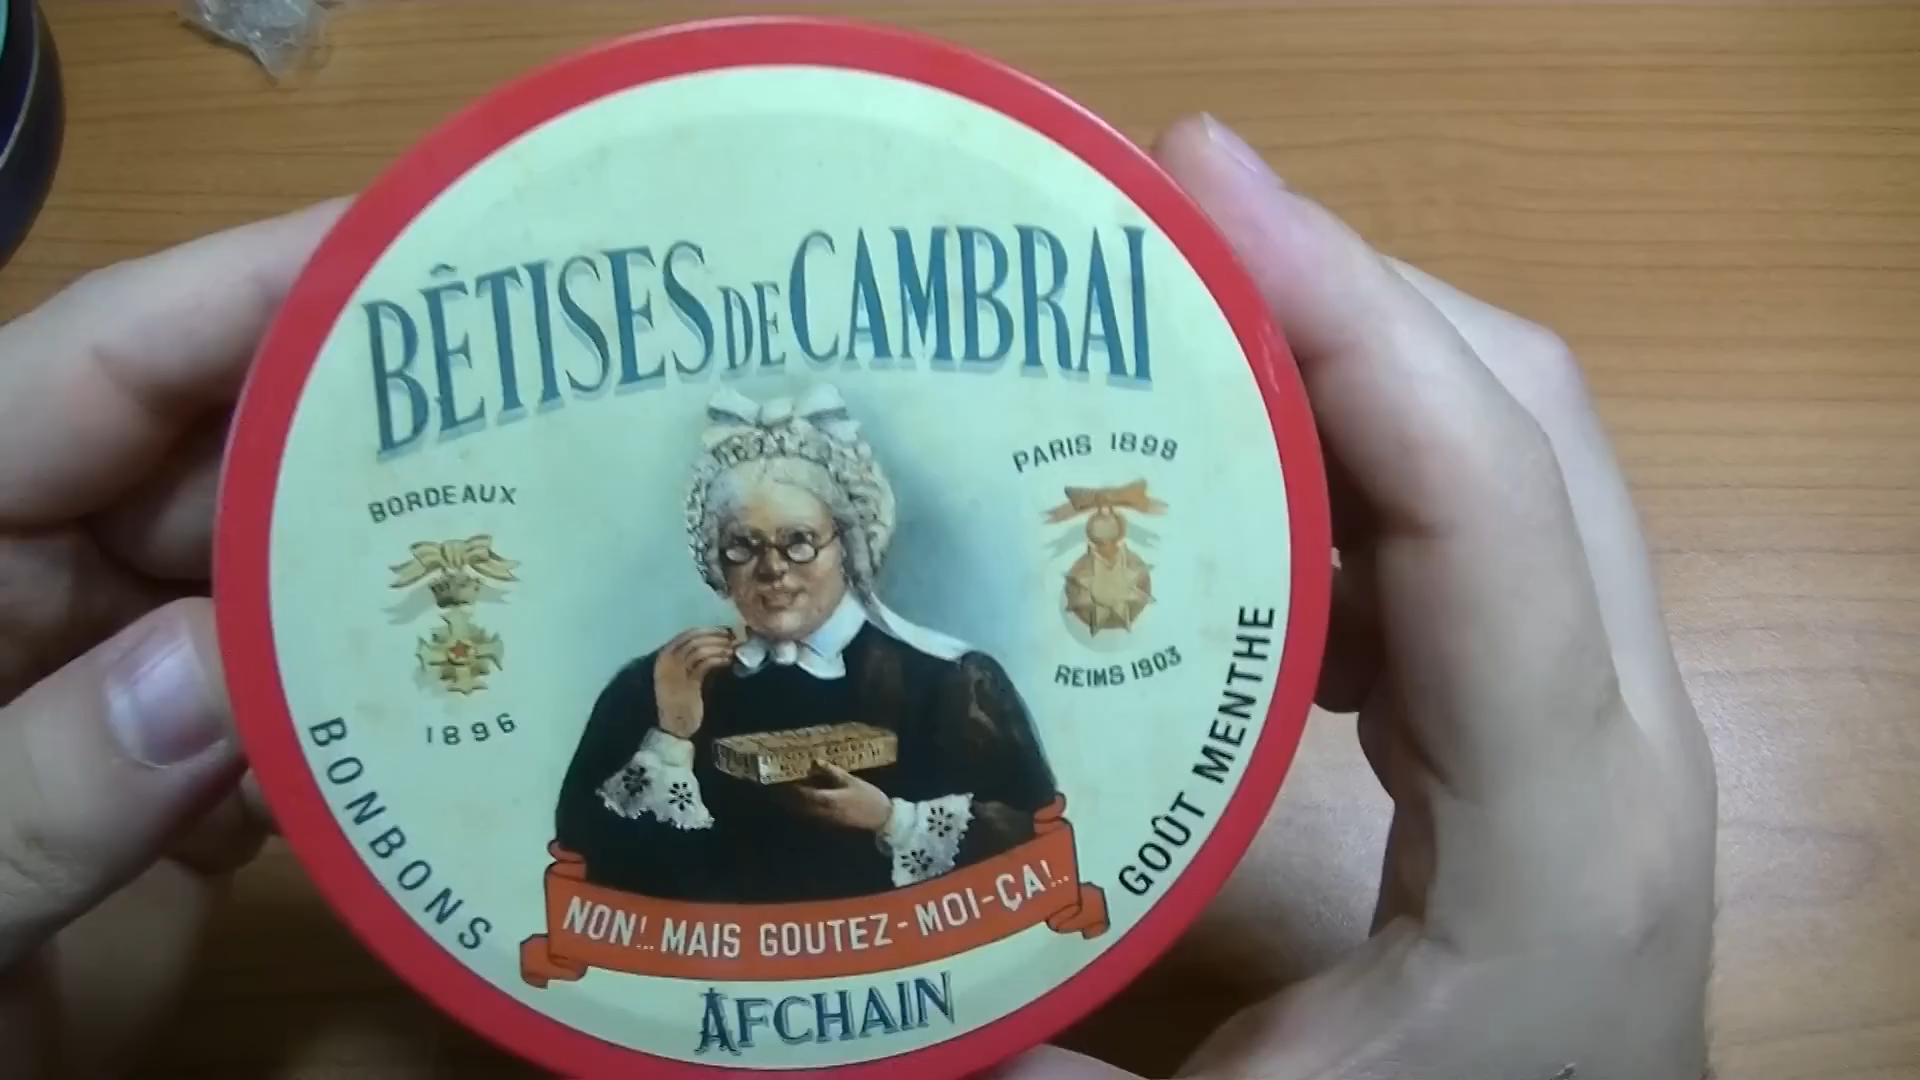 BÊTISES DE CAMBRAI
BORDEAUX
1896
PARIS 1898
REIMS 1903
BONBONS
GOÛT MENTHE
NON!.. MAIS GOUTEZ-MOI-ÇA!..
AFCHAIN